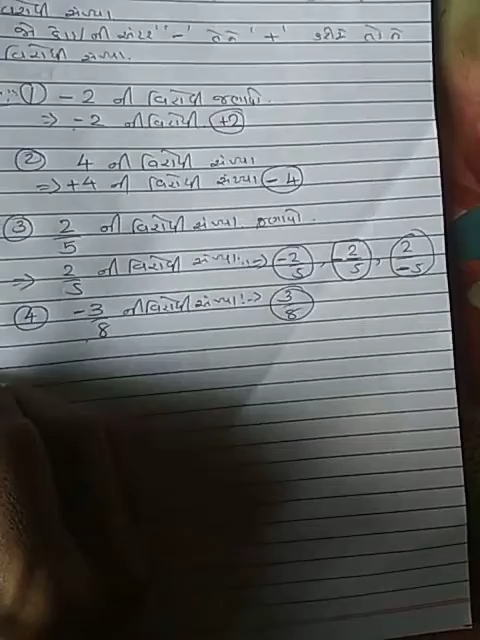 વિરોધી સંખ્યા
જો દા.ત.ની અંદર "-" તેને '+' કરીએ તો તે
વિરોધી સંખ્યા.
① -2 ની વિરોધી જણાવો.
⇒ -2 ની વિરોધી +2
② 4 ની વિરોધી સંખ્યા
⇒ +4 ની વિરોધી સંખ્યા -4
③ 2/5 ની વિરોધી સંખ્યા જણાવો.
⇒ 2/5 ની વિરોધી સંખ્યા:⇒ -2/5, -2/5, 2/-5
④ -3/8 ની વિરોધી સંખ્યા:→ 3/8